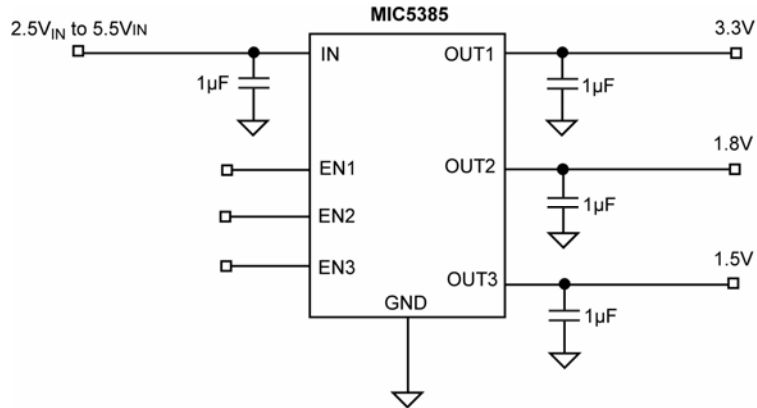 MIC5385
2.5VIN to 5.5VIN
3.3V
IN
OUT1
1µF
1µF
1.8V
EN1
OUT2
EN2
1µF
EN3
1.5V
OUT3
GND
1µF